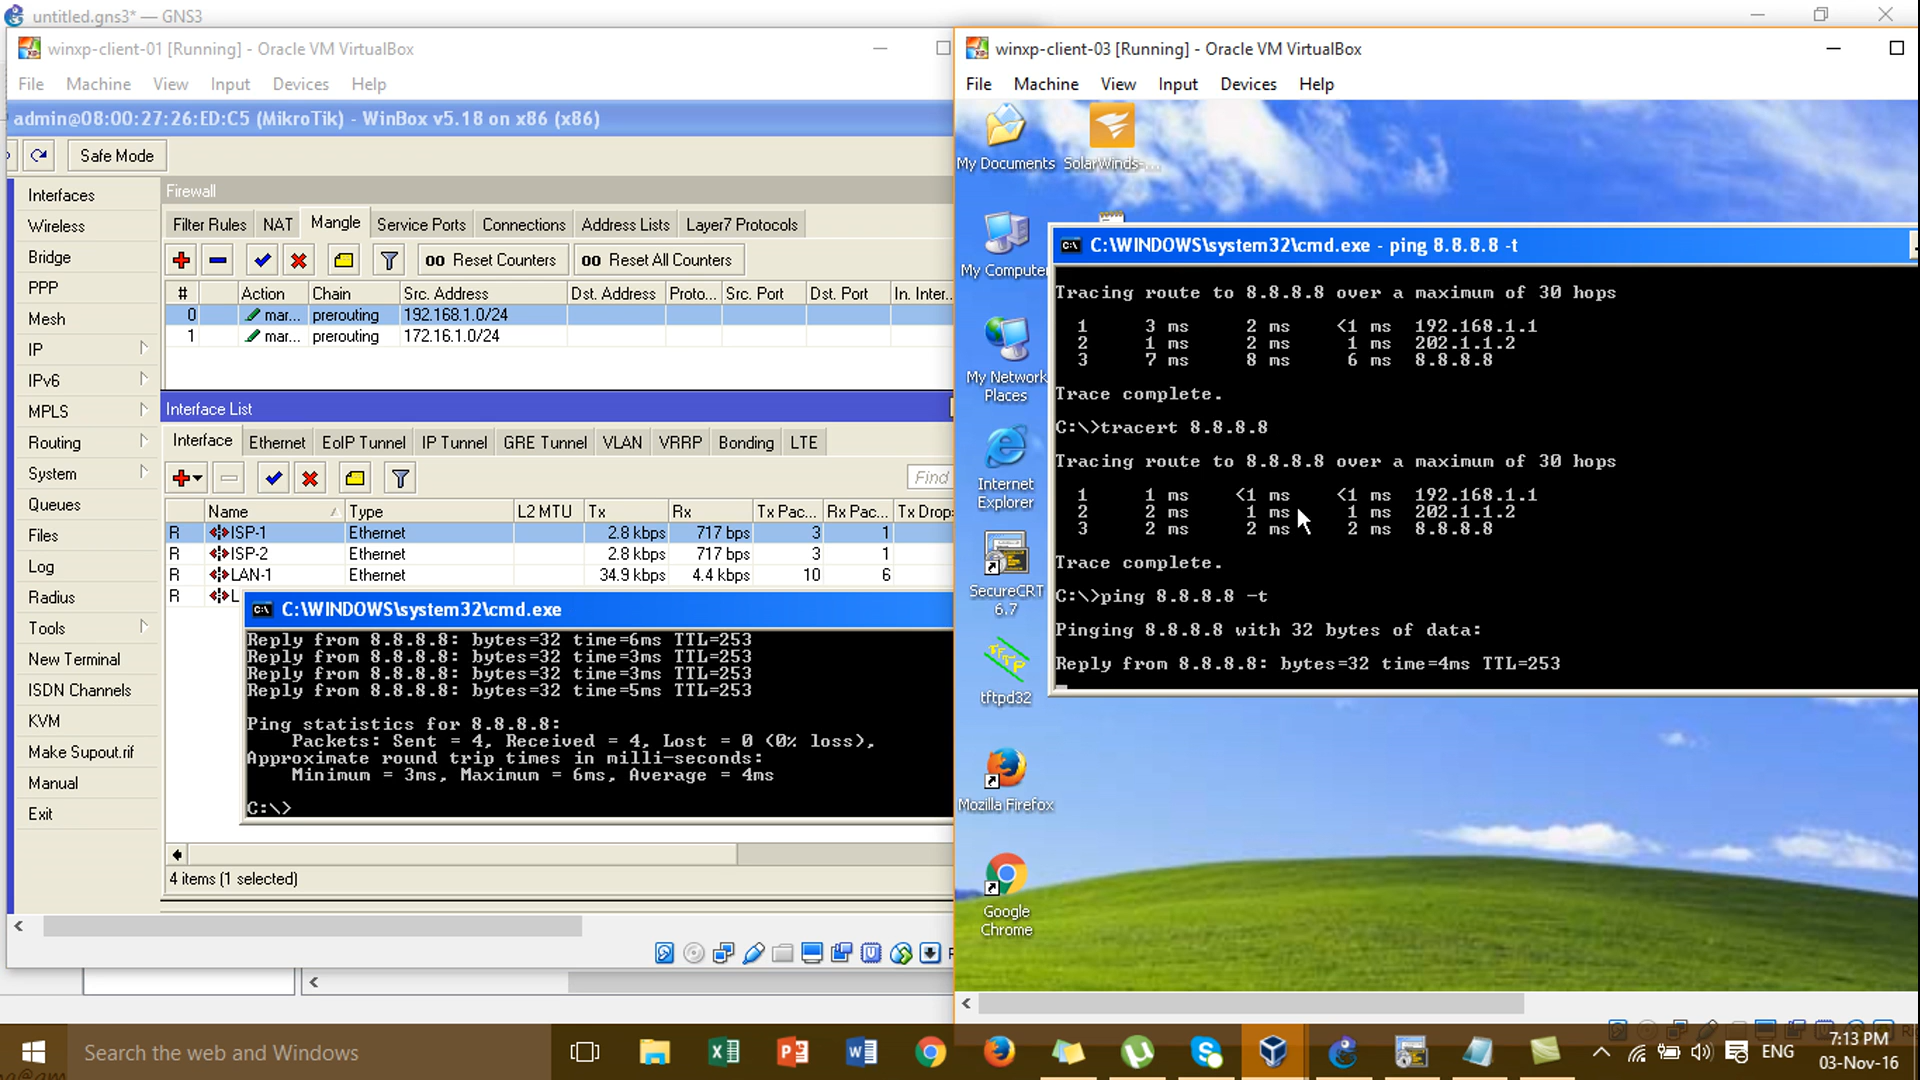 untitled.gns3* — GNS3
winxp-client-01 [Running] - Oracle VM VirtualBox
File Machine View Input Devices Help
admin@08:00:27:26:ED:C5 (MikroTik) - WinBox v5.18 on x86 (x86)
Safe Mode
Interfaces
Wireless
Bridge
PPP
Mesh
IP
IPv6
MPLS
Routing
System
Queues
Files
Log
Radius
Tools
New Terminal
ISDN Channels
KVM
Make Supout.rif
Manual
Exit
Firewall
Filter Rules NAT Mangle Service Ports Connections Address Lists Layer7 Protocols
00 Reset Counters 00 Reset All Counters
# Action Chain Src. Address Dst. Address Proto... Src. Port Dst. Port In. Inter...
0 mar... prerouting 192.168.1.0/24
1 mar... prerouting 172.16.1.0/24
Interface List
Interface Ethernet EoIP Tunnel IP Tunnel GRE Tunnel VLAN VRRP Bonding LTE
Find
Name Type L2 MTU Tx Rx Tx Pac... Rx Pac... Tx Drop
R ISP-1 Ethernet 2.8 kbps 717 bps 3 1
R ISP-2 Ethernet 2.8 kbps 717 bps 3 1
R LAN-1 Ethernet 34.9 kbps 4.4 kbps 10 6
R L
C:\WINDOWS\system32\cmd.exe
Reply from 8.8.8.8: bytes=32 time=6ms TTL=253
Reply from 8.8.8.8: bytes=32 time=3ms TTL=253
Reply from 8.8.8.8: bytes=32 time=3ms TTL=253
Reply from 8.8.8.8: bytes=32 time=5ms TTL=253
Ping statistics for 8.8.8.8:
Packets: Sent = 4, Received = 4, Lost = 0 (0% loss),
Approximate round trip times in milli-seconds:
Minimum = 3ms, Maximum = 6ms, Average = 4ms
C:\>
4 items (1 selected)
winxp-client-03 [Running] - Oracle VM VirtualBox
File Machine View Input Devices Help
My Documents
SolarWinds-...
My Computer
My Network Places
Internet Explorer
SecureCRT 6.7
tftpd32
Mozilla Firefox
Google Chrome
C:\WINDOWS\system32\cmd.exe - ping 8.8.8.8 -t
Tracing route to 8.8.8.8 over a maximum of 30 hops
1 3 ms 2 ms <1 ms 192.168.1.1
2 1 ms 2 ms 1 ms 202.1.1.2
3 7 ms 8 ms 6 ms 8.8.8.8
Trace complete.
C:\>tracert 8.8.8.8
Tracing route to 8.8.8.8 over a maximum of 30 hops
1 1 ms <1 ms <1 ms 192.168.1.1
2 2 ms 1 ms 1 ms 202.1.1.2
3 2 ms 2 ms 2 ms 8.8.8.8
Trace complete.
C:\>ping 8.8.8.8 -t
Pinging 8.8.8.8 with 32 bytes of data:
Reply from 8.8.8.8: bytes=32 time=4ms TTL=253
Search the web and Windows
ENG
7:13 PM
03-Nov-16